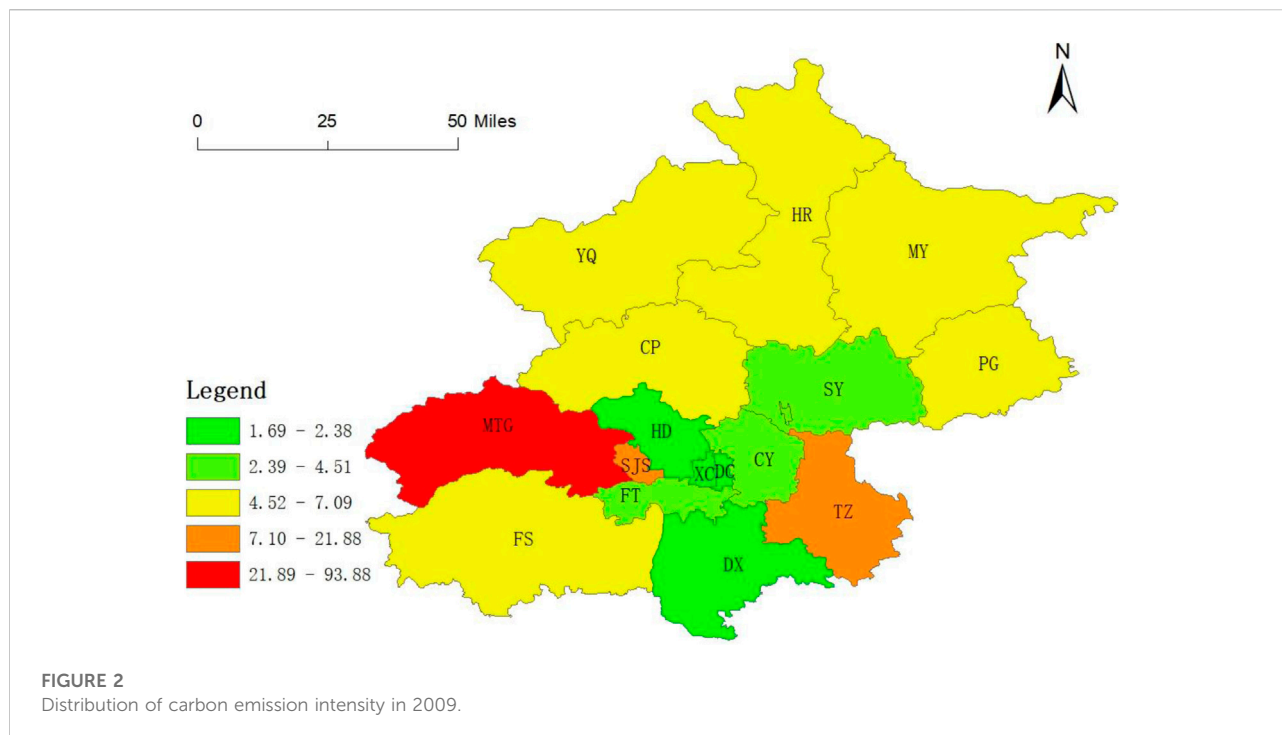 N
0 25 50 Miles
HR
YQ
MY
CP
PG
SY
Legend
MTG
HD
1.69 - 2.38
SJS
XC
DC
CY
2.39 - 4.51
FT
4.52 - 7.09
TZ
FS
7.10 - 21.88
DX
21.89 - 93.88
FIGURE 2
Distribution of carbon emission intensity in 2009.